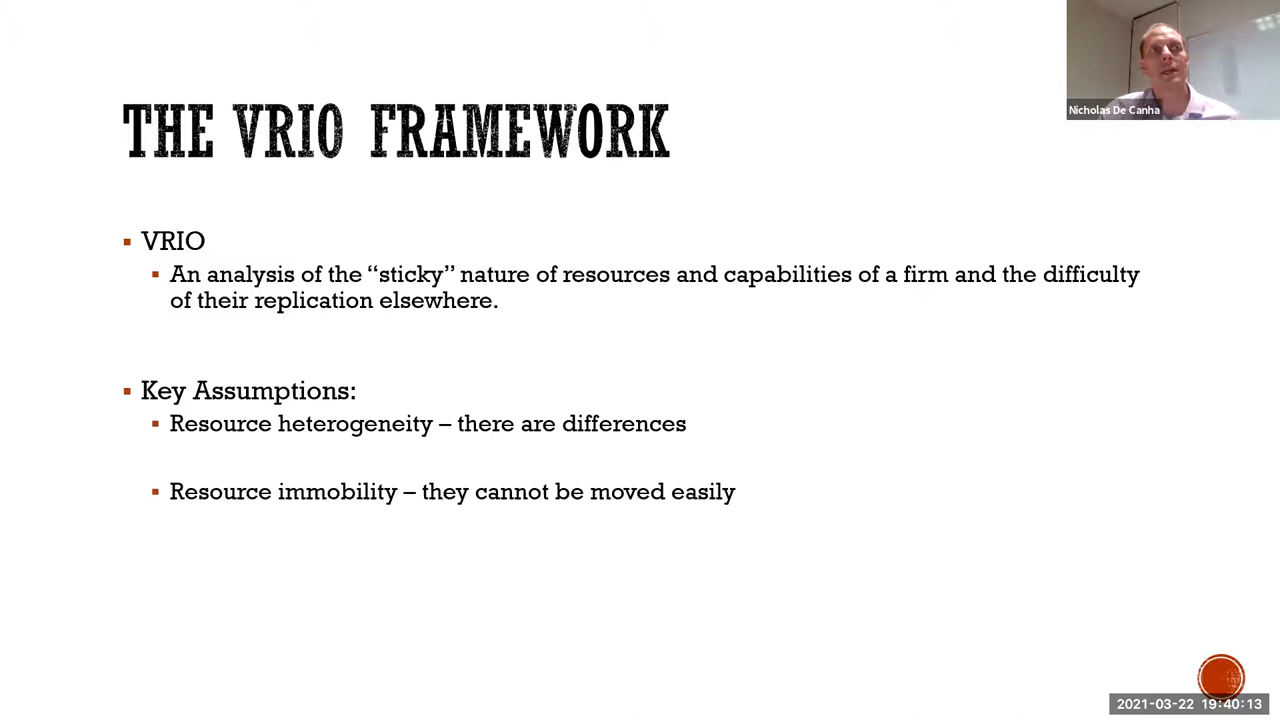 Nicholas De Canha
THE VRIO FRAMEWORK
VRIO
An analysis of the “sticky” nature of resources and capabilities of a firm and the difficulty
of their replication elsewhere.
Key Assumptions:
Resource heterogeneity – there are differences
Resource immobility – they cannot be moved easily
2021-03-22 19:40:13